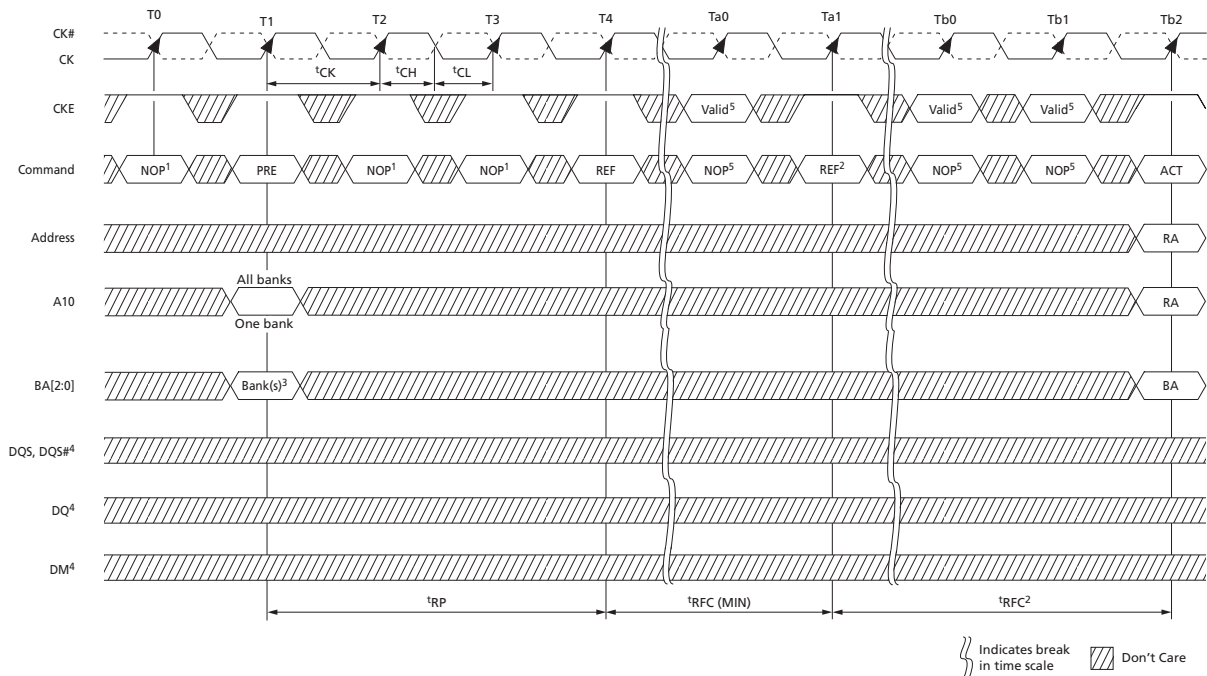 T0 T1 T2 T3 T4 Ta0 Ta1 Tb0 Tb1 Tb2
CK#
CK
tCK tCH tCL
CKE Valid5 Valid5 Valid5
Command NOP1 PRE NOP1 NOP1 REF NOP5 REF2 NOP5 NOP5 ACT
Address RA
All banks
A10 RA
One bank
BA[2:0] Bank(s)3 BA
DQS, DQS#4
DQ4
DM4
tRP tRFC (MIN) tRFC2
Indicates break
in time scale
Don't Care